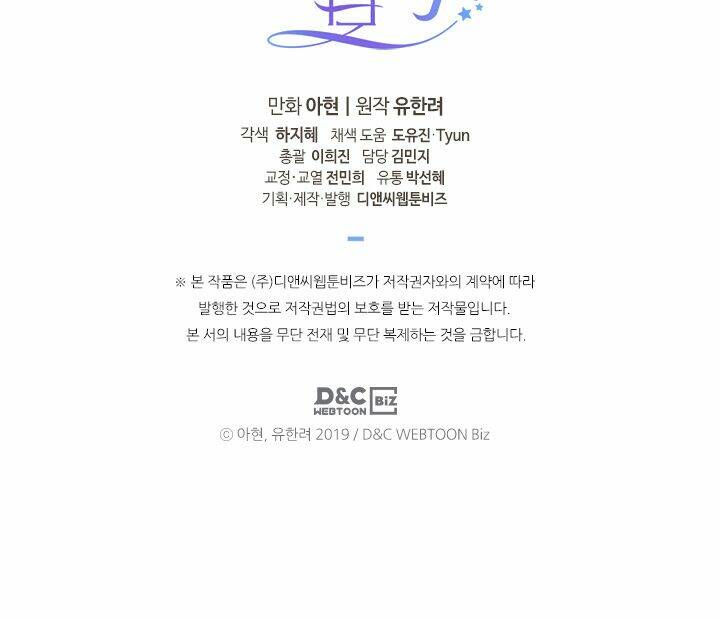 만화 아현 | 원작 유한려
각색 하지혜 채색 도움 도유진·Tyun
총괄 이희진 담당 김민지
교정·교열 전민희 유통 박선혜
기획·제작·발행 디앤씨웹툰비즈
※ 본 작품은 (주)디앤씨웹툰비즈가 저작권자와의 계약에 따라
발행한 것으로 저작권법의 보호를 받는 저작물입니다.
본 서의 내용을 무단 전재 및 무단 복제하는 것을 금합니다.
D&C BiZ
WEBTOON
ⓒ 아현, 유한려 2019 / D&C WEBTOON Biz